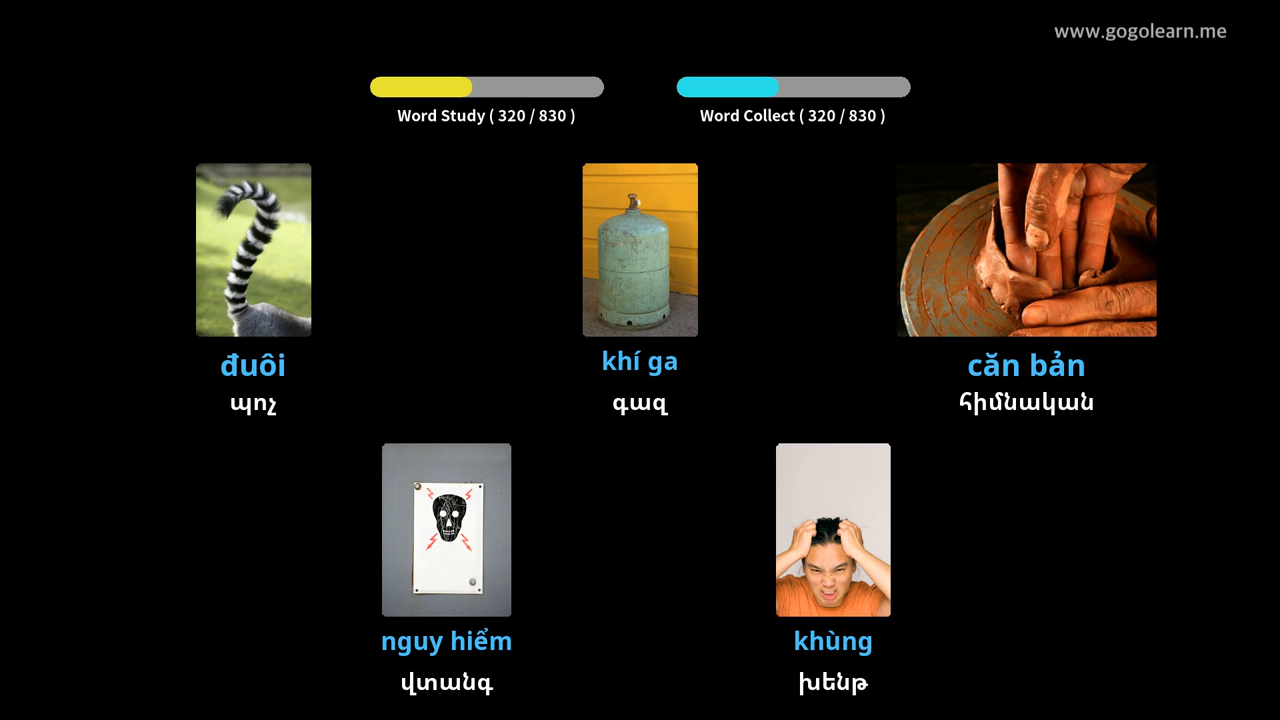 www.gogolearn.me
Word Study ( 320 / 830 )
Word Collect ( 320 / 830 )
đuôi
պոչ
khí ga
գազ
căn bản
հիմնական
nguy hiểm
վտանգ
khùng
խենթ